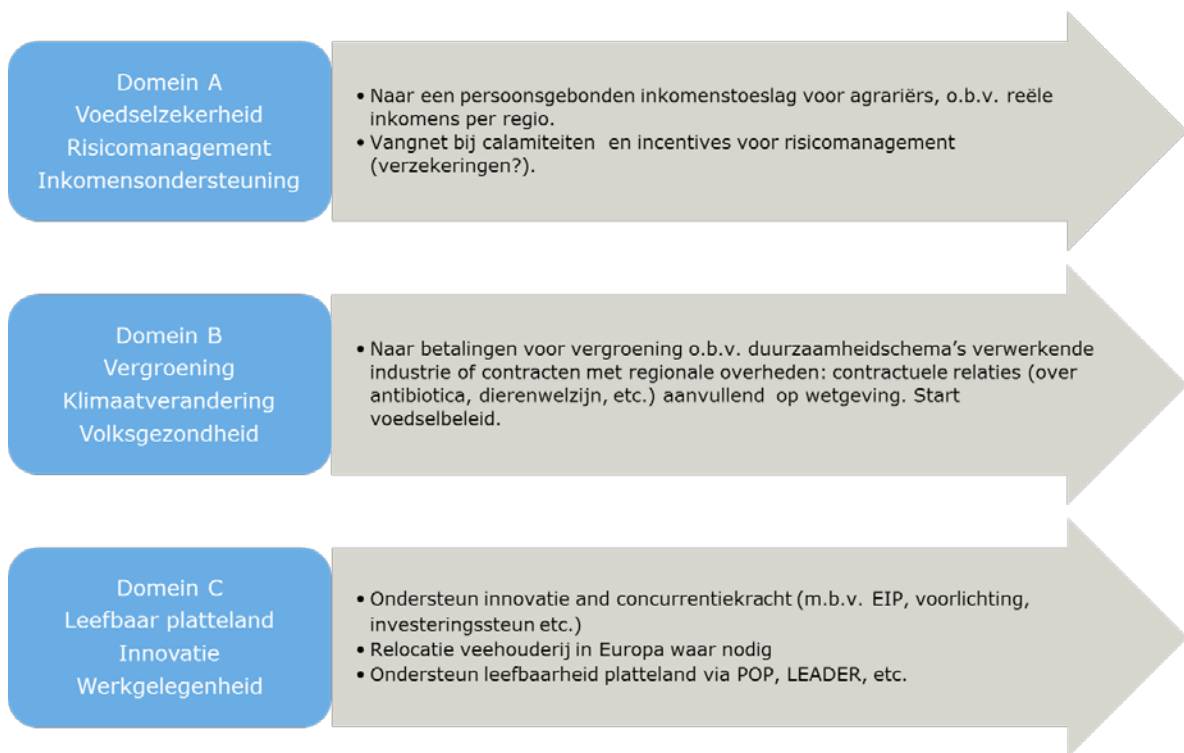 Domein A
Voedselzekerheid
Risicomanagement
Inkomensondersteuning
• Naar een persoonsgebonden inkomenstoeslag voor agrariërs, o.b.v. reële
inkomens per regio.
• Vangnet bij calamiteiten en incentives voor risicomanagement
(verzekeringen?).
Domein B
Vergroening
Klimaatverandering
Volksgezondheid
• Naar betalingen voor vergroening o.b.v. duurzaamheidschema's verwerkende
industrie of contracten met regionale overheden: contractuele relaties (over
antibiotica, dierenwelzijn, etc.) aanvullend op wetgeving. Start
voedselbeleid.
Domein C
Leefbaar platteland
Innovatie
Werkgelegenheid
• Ondersteun innovatie and concurrentiekracht (m.b.v. EIP, voorlichting,
investeringssteun etc.)
• Relocatie veehouderij in Europa waar nodig
• Ondersteun leefbaarheid platteland via POP, LEADER, etc.